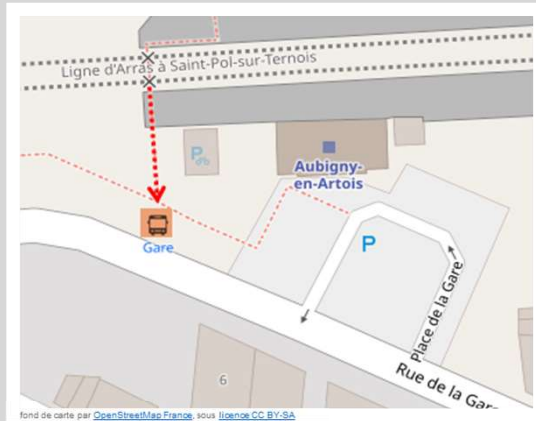 Ligne d'Arras à Saint-Pol-sur-Ternois
P
Aubigny-
en-Artois
Gare
P
Place de la Gare
Rue de la Gare
6
fond de carte par OpenStreetMap France, sous licence CC BY-SA